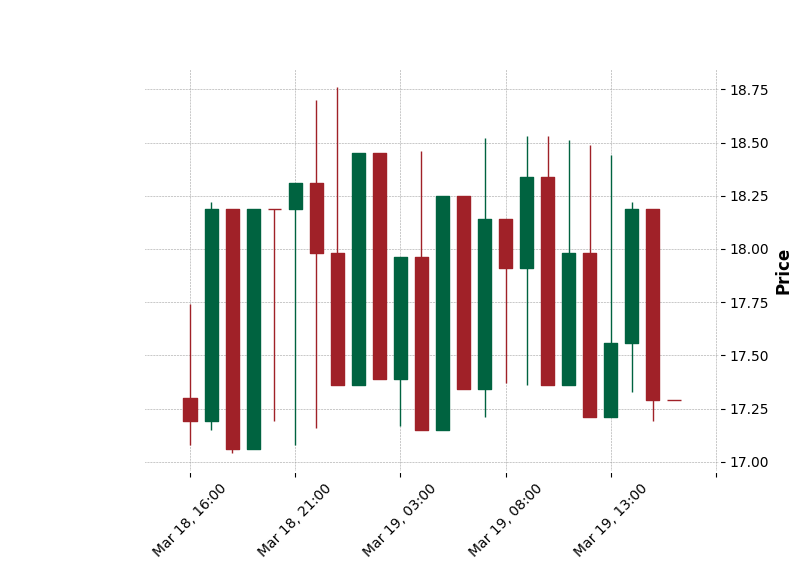 18.75
18.50
18.25
18.00
17.75
17.50
17.25
17.00
Price
Mar 18, 16:00
Mar 18, 21:00
Mar 19, 03:00
Mar 19, 08:00
Mar 19, 13:00